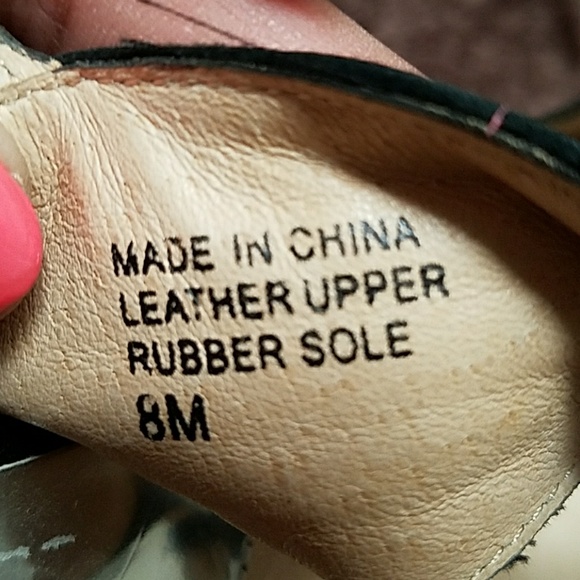 MADE IN CHINA
LEATHER UPPER
RUBBER SOLE
8M